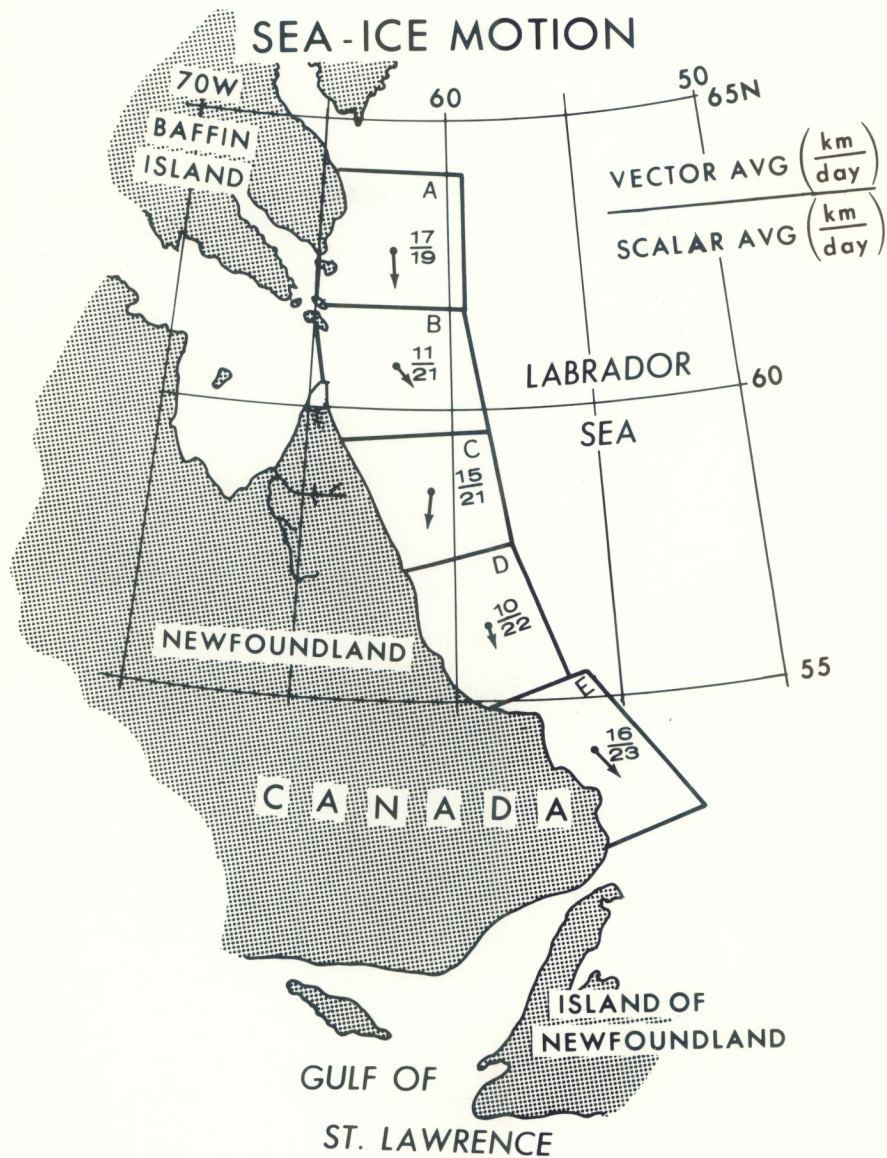 SEA-ICE MOTION
70W
60
50
65N
BAFFIN
ISLAND
VECTOR AVG (km/day)
SCALAR AVG (km/day)
A
17/19
B
11/21
LABRADOR
60
SEA
C
15/21
D
10/22
NEWFOUNDLAND
55
E
16/23
CANADA
ISLAND OF
NEWFOUNDLAND
GULF OF
ST. LAWRENCE